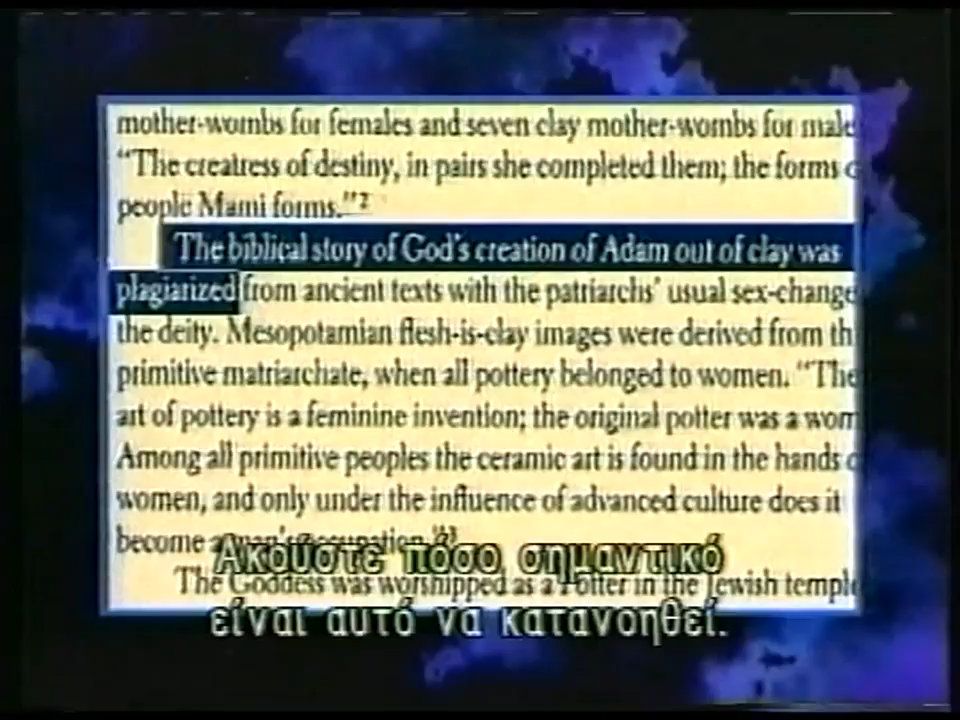 mother-wombs for females and seven clay mother-wombs for male
“The creatress of destiny, in pairs she completed them; the forms
people Mami forms.”²
The biblical story of God’s creation of Adam out of clay was
plagiarized from ancient texts with the patriarchs’ usual sex-change
the deity. Mesopotamian flesh-is-clay images were derived from th
primitive matriarchate, when all pottery belonged to women. “The
art of pottery is a feminine invention; the original potter was a wom
Among all primitive peoples the ceramic art is found in the hands
women, and only under the influence of advanced culture does it
become a man’s occupation.”³
The Goddess was worshipped as a Potter in the Jewish temple
Ακούστε πόσο σημαντικό
είναι αυτό να κατανοηθεί.